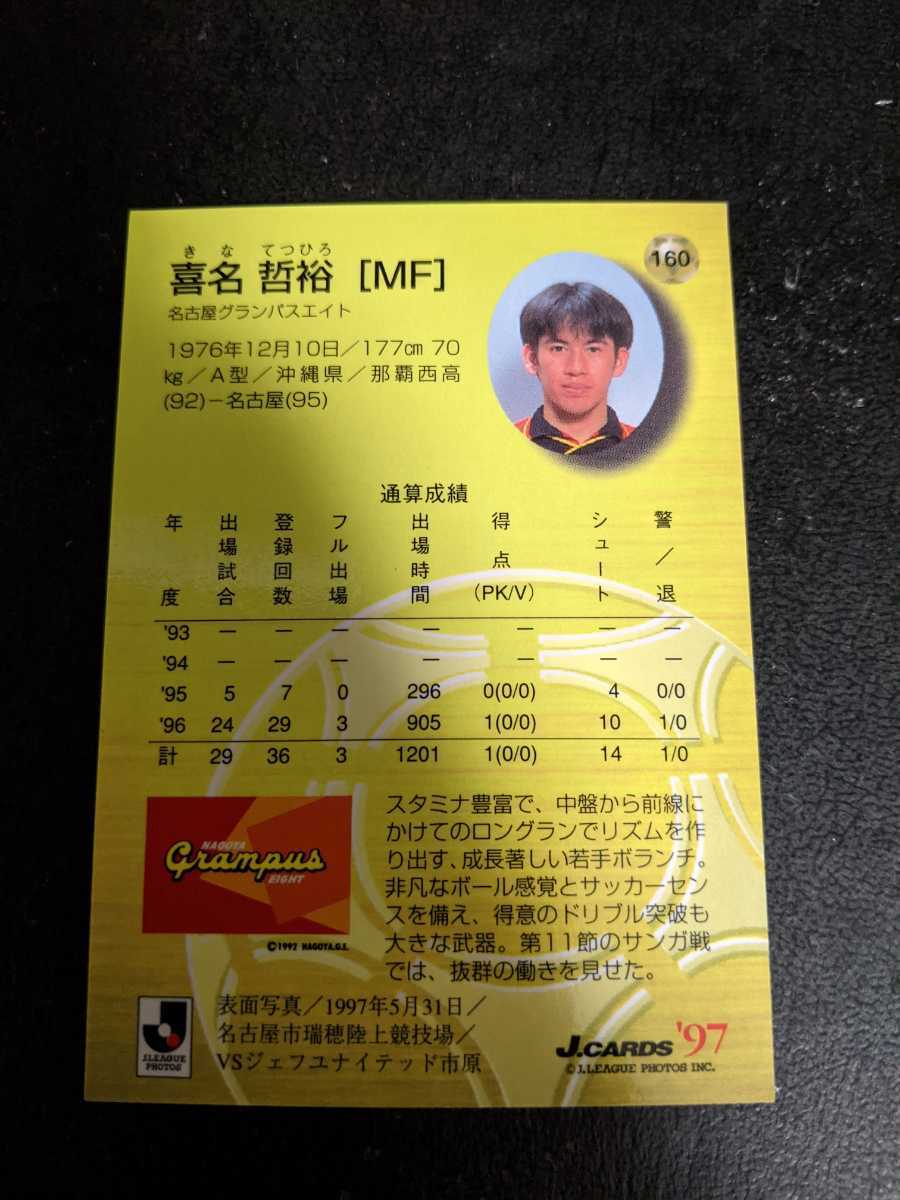 き な てつひろ
喜名 哲裕 [MF]
160
名古屋グランパスエイト
1976年12月10日／177㎝ 70
㎏／A型／沖縄県／那覇西高
(92)－名古屋(95)
通算成績
年度 出場試合 登録回数 フル出場 出場時間 得点(PK/V) シュート 警／退
'93 － － － － － － －
'94 － － － － － － －
'95 5 7 0 296 0(0/0) 4 0/0
'96 24 29 3 905 1(0/0) 10 1/0
計 29 36 3 1201 1(0/0) 14 1/0
NAGOYA
Grampus
EIGHT
©1992 NAGOYA.G.E.
スタミナ豊富で、中盤から前線に
かけてのロングランでリズムを作
り出す、成長著しい若手ボランチ。
非凡なボール感覚とサッカーセン
スを備え、得意のドリブル突破も
大きな武器。第11節のサンガ戦
では、抜群の働きを見せた。
J.LEAGUE
PHOTOS
表面写真／1997年5月31日／
名古屋市瑞穂陸上競技場／
VSジェフユナイテッド市原
J.CARDS '97
©J.LEAGUE PHOTOS INC.